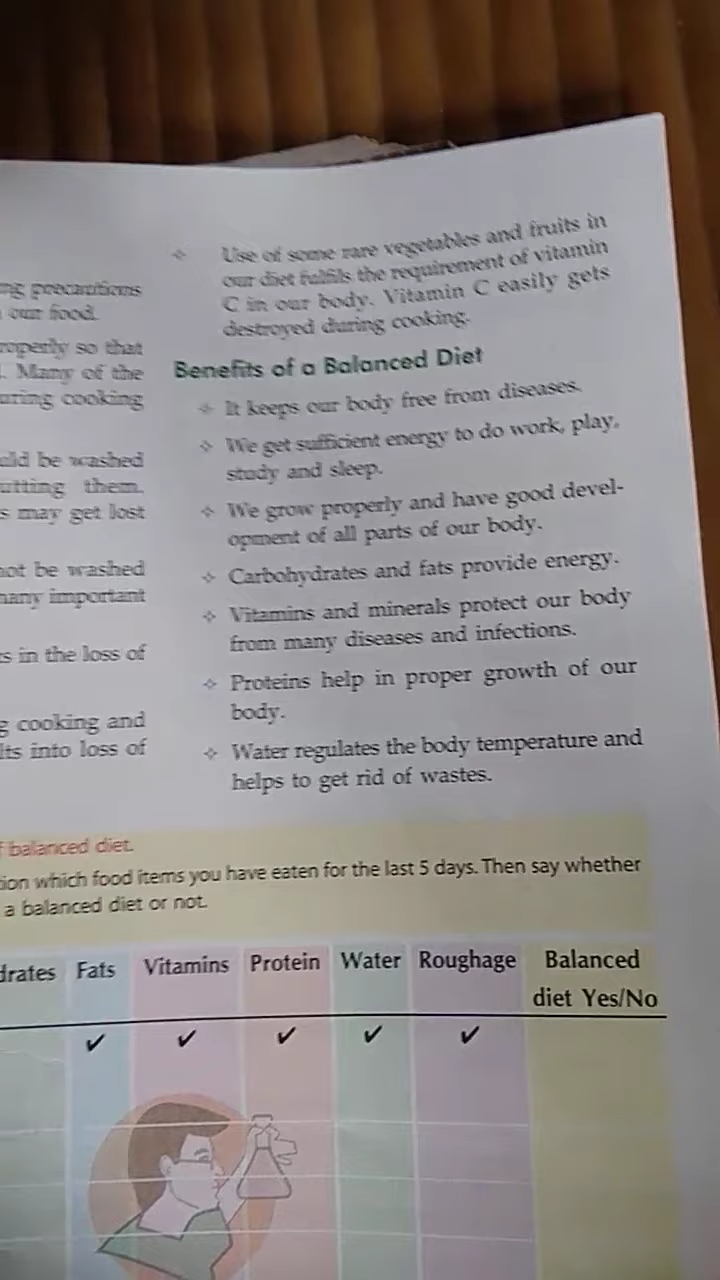 ng precautions
our food.
roperly so that
. Many of the
uring cooking
uld be washed
utting them.
s may get lost
not be washed
many important
s in the loss of
g cooking and
lts into loss of
Use of some rare vegetables and fruits in
our diet fulfils the requirement of vitamin
C in our body. Vitamin C easily gets
destroyed during cooking.
Benefits of a Balanced Diet
It keeps our body free from diseases.
We get sufficient energy to do work, play,
study and sleep.
We grow properly and have good devel-
opment of all parts of our body.
Carbohydrates and fats provide energy.
Vitamins and minerals protect our body
from many diseases and infections.
Proteins help in proper growth of our
body.
Water regulates the body temperature and
helps to get rid of wastes.
f balanced diet.
ion which food items you have eaten for the last 5 days. Then say whether
a balanced diet or not.
drates Fats Vitamins Protein Water Roughage Balanced
diet Yes/No
✔ ✔ ✔ ✔ ✔